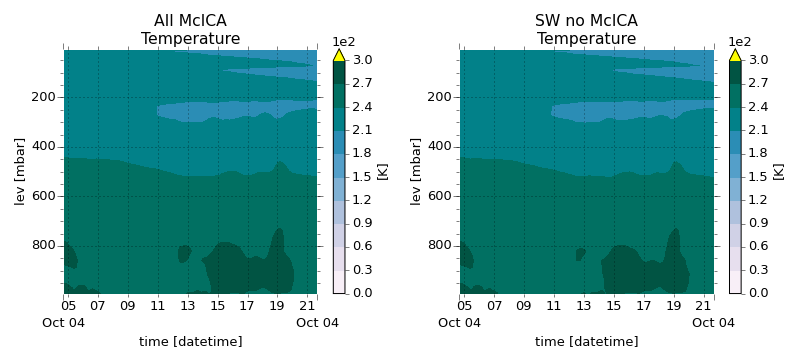 All McICA
Temperature
1e2
3.0
2.7
2.4
2.1
1.8
1.5
1.2
0.9
0.6
0.3
0.0
[K]
200
400
600
800
lev [mbar]
05 07 09 11 13 15 17 19 21
Oct 04 Oct 04
time [datetime]
SW no McICA
Temperature
1e2
3.0
2.7
2.4
2.1
1.8
1.5
1.2
0.9
0.6
0.3
0.0
[K]
200
400
600
800
lev [mbar]
05 07 09 11 13 15 17 19 21
Oct 04 Oct 04
time [datetime]